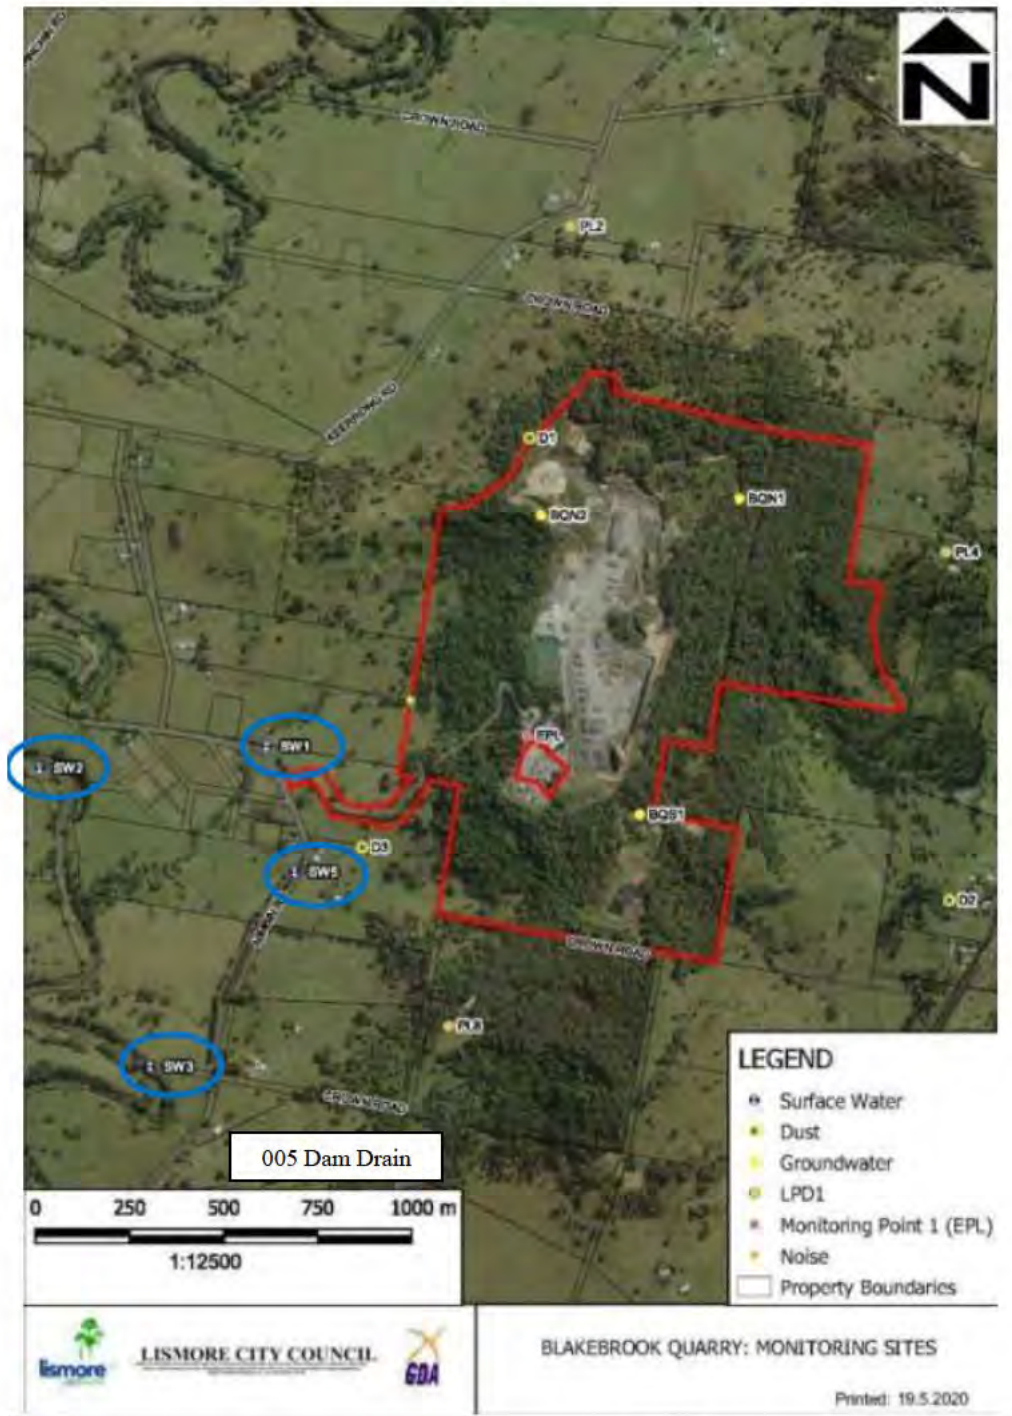 N
CROWN ROAD
PL2
CROWN ROAD
KEERRONG RD
D1
BQN1
BQN2
PL4
EPL
SW1
SW2
BQS1
D3
SW5
D2
CROWN ROAD
PL8
SW3
CROWN ROAD
005 Dam Drain
0 250 500 750 1000 m
1:12500
LEGEND
Surface Water
Dust
Groundwater
LPD1
Monitoring Point 1 (EPL)
Noise
Property Boundaries
lismore
LISMORE CITY COUNCIL
GDA
BLAKEBROOK QUARRY: MONITORING SITES
Printed: 19.5.2020